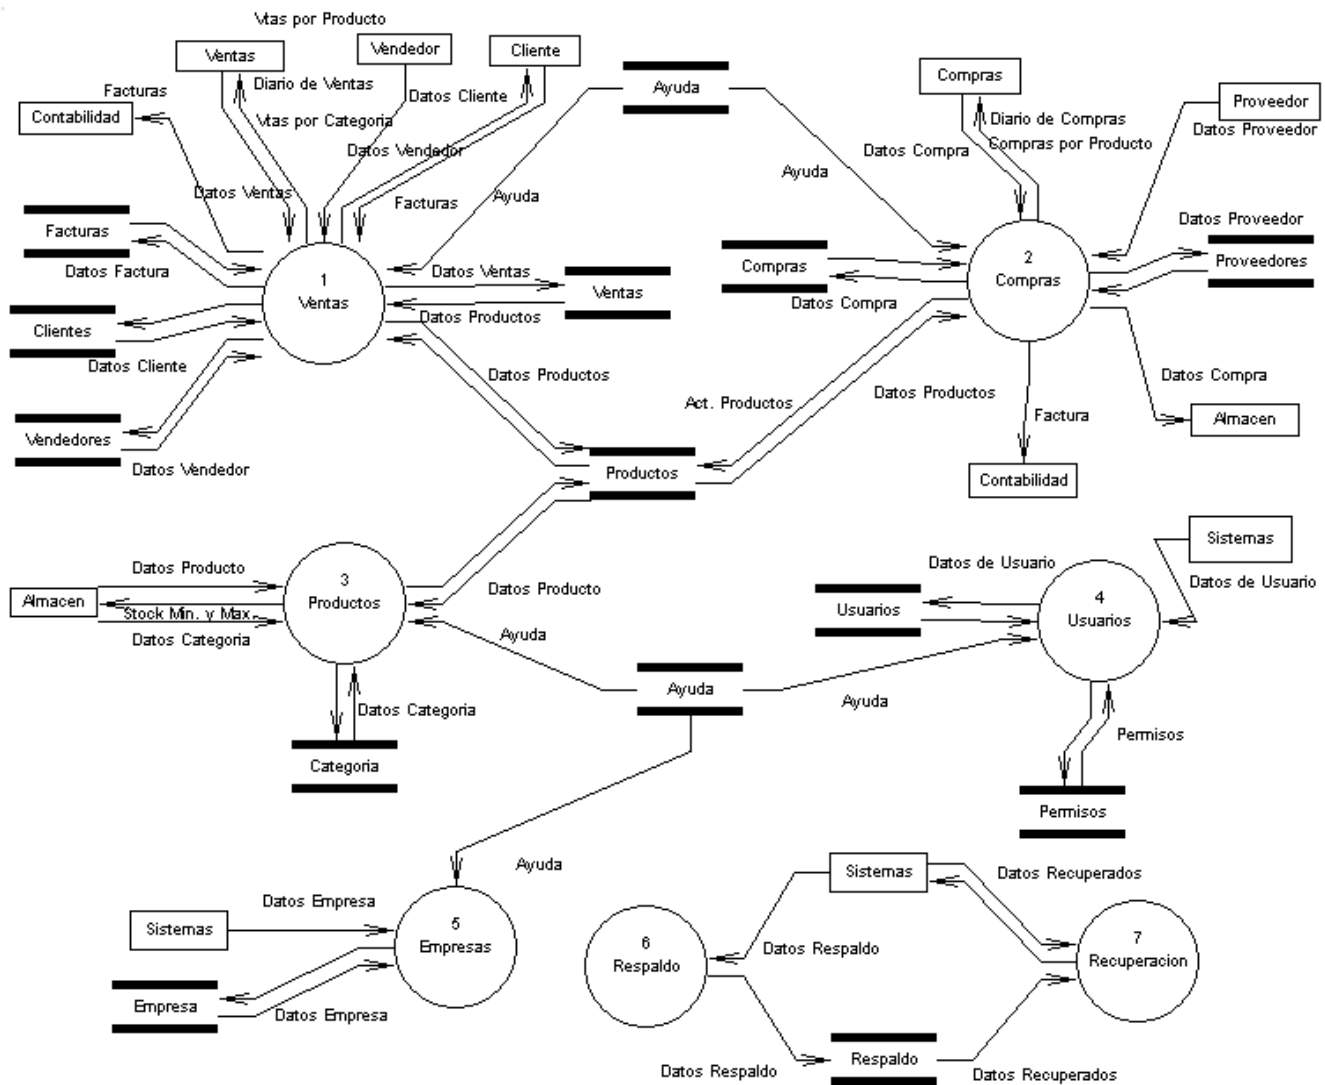 Vtas por Producto
Ventas
Vendedor
Cliente
Facturas
Diario de Ventas
Datos Cliente
Ayuda
Compras
Contabilidad
Vtas por Categoria
Datos Vendedor
Diario de Compras
Compras por Producto
Proveedor
Datos Proveedor
Datos Compra
Datos Ventas
Facturas
Ayuda
Ayuda
Facturas
Datos Factura
1
Ventas
Datos Ventas
Ventas
Datos Productos
Compras
Datos Compra
2
Compras
Datos Proveedor
Proveedores
Clientes
Datos Cliente
Datos Productos
Act. Productos
Datos Productos
Datos Compra
Vendedores
Datos Vendedor
Factura
Almacen
Productos
Contabilidad
Datos Producto
3
Productos
Almacen
Stock Min. y Max.
Datos Categoria
Datos Producto
Ayuda
Datos de Usuario
Usuarios
4
Usuarios
Sistemas
Datos de Usuario
Ayuda
Ayuda
Datos Categoria
Categoria
Permisos
Permisos
Ayuda
Datos Empresa
Sistemas
5
Empresas
Empresa
Datos Empresa
Sistemas
Datos Recuperados
6
Respaldo
Datos Respaldo
7
Recuperacion
Datos Respaldo
Respaldo
Datos Recuperados